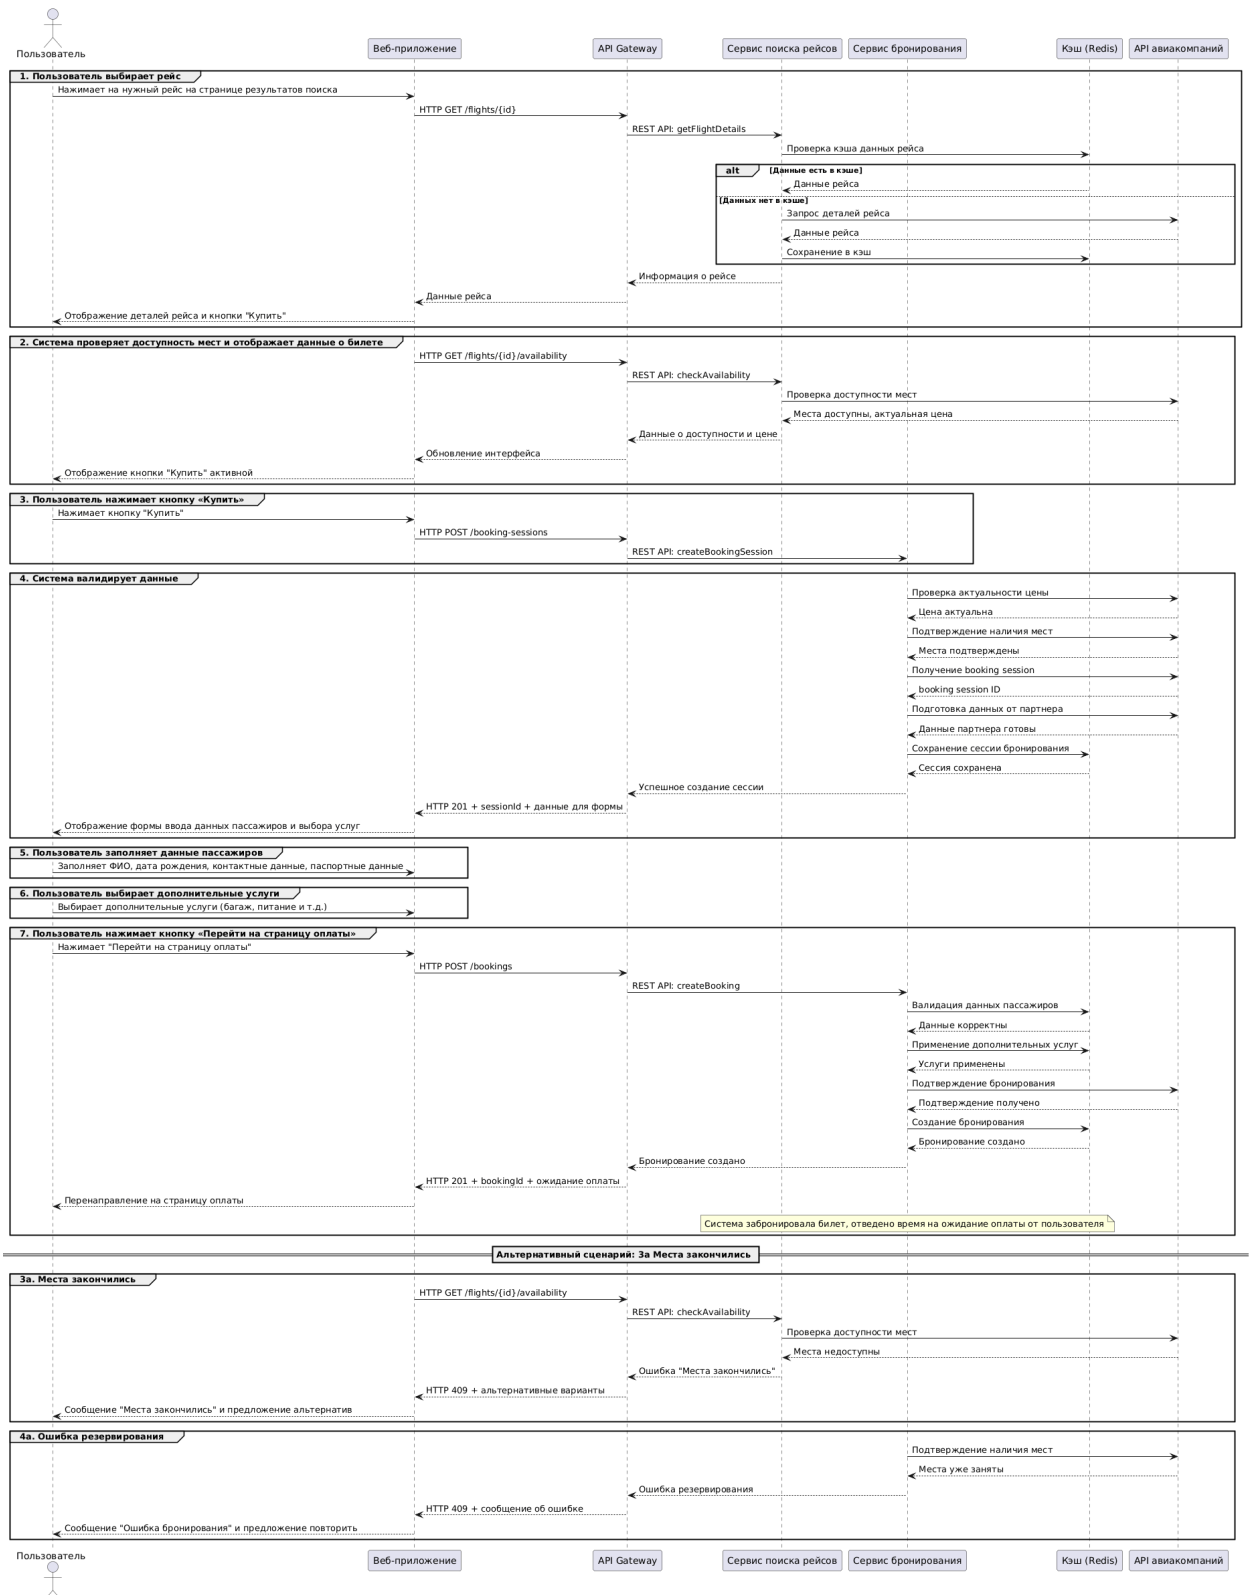 Пользователь
Веб-приложение
API Gateway
Сервис поиска рейсов
Сервис бронирования
Кэш (Redis)
API авиакомпаний
1. Пользователь выбирает рейс
Нажимает на нужный рейс на странице результатов поиска
HTTP GET /flights/{id}
REST API: getFlightDetails
Проверка кэша данных рейса
alt
[Данные есть в кэше]
Данные рейса
[Данных нет в кэше]
Запрос деталей рейса
Данные рейса
Сохранение в кэш
Информация о рейсе
Данные рейса
Отображение деталей рейса и кнопки "Купить"
2. Система проверяет доступность мест и отображает данные о билете
HTTP GET /flights/{id}/availability
REST API: checkAvailability
Проверка доступности мест
Места доступны, актуальная цена
Данные о доступности и цене
Обновление интерфейса
Отображение кнопки "Купить" активной
3. Пользователь нажимает кнопку «Купить»
Нажимает кнопку "Купить"
HTTP POST /booking-sessions
REST API: createBookingSession
4. Система валидирует данные
Проверка актуальности цены
Цена актуальна
Подтверждение наличия мест
Места подтверждены
Получение booking session
booking session ID
Подготовка данных от партнера
Данные партнера готовы
Сохранение сессии бронирования
Сессия сохранена
Успешное создание сессии
HTTP 201 + sessionId + данные для формы
Отображение формы ввода данных пассажиров и выбора услуг
5. Пользователь заполняет данные пассажиров
Заполняет ФИО, дата рождения, контактные данные, паспортные данные
6. Пользователь выбирает дополнительные услуги
Выбирает дополнительные услуги (багаж, питание и т.д.)
7. Пользователь нажимает кнопку «Перейти на страницу оплаты»
Нажимает "Перейти на страницу оплаты"
HTTP POST /bookings
REST API: createBooking
Валидация данных пассажиров
Данные корректны
Применение дополнительных услуг
Услуги применены
Подтверждение бронирования
Подтверждение получено
Создание бронирования
Бронирование создано
Бронирование создано
HTTP 201 + bookingId + ожидание оплаты
Перенаправление на страницу оплаты
Система забронировала билет, отведено время на ожидание оплаты от пользователя
Альтернативный сценарий: 3а Места закончились
3а. Места закончились
HTTP GET /flights/{id}/availability
REST API: checkAvailability
Проверка доступности мест
Места недоступны
Ошибка "Места закончились"
HTTP 409 + альтернативные варианты
Сообщение "Места закончились" и предложение альтернатив
4а. Ошибка резервирования
Подтверждение наличия мест
Места уже заняты
Ошибка резервирования
HTTP 409 + сообщение об ошибке
Сообщение "Ошибка бронирования" и предложение повторить
Пользователь
Веб-приложение
API Gateway
Сервис поиска рейсов
Сервис бронирования
Кэш (Redis)
API авиакомпаний